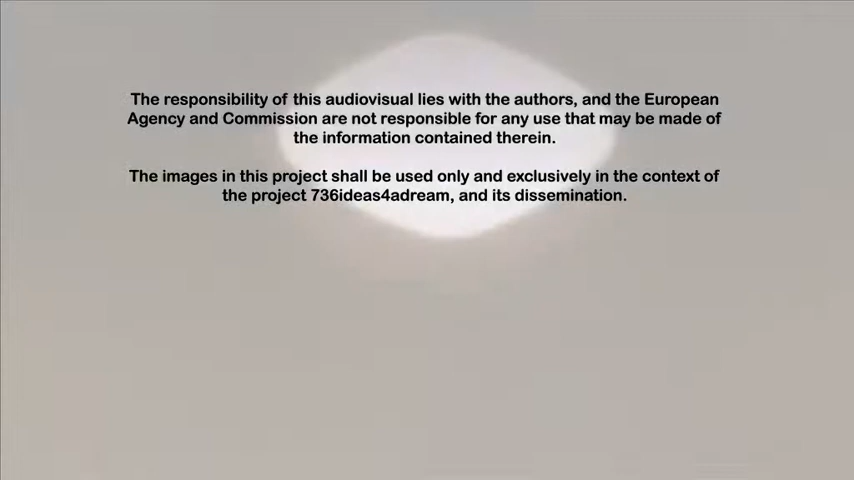 The responsibility of this audiovisual lies with the authors, and the European
Agency and Commission are not responsible for any use that may be made of
the information contained therein.
The images in this project shall be used only and exclusively in the context of
the project 736ideas4adream, and its dissemination.